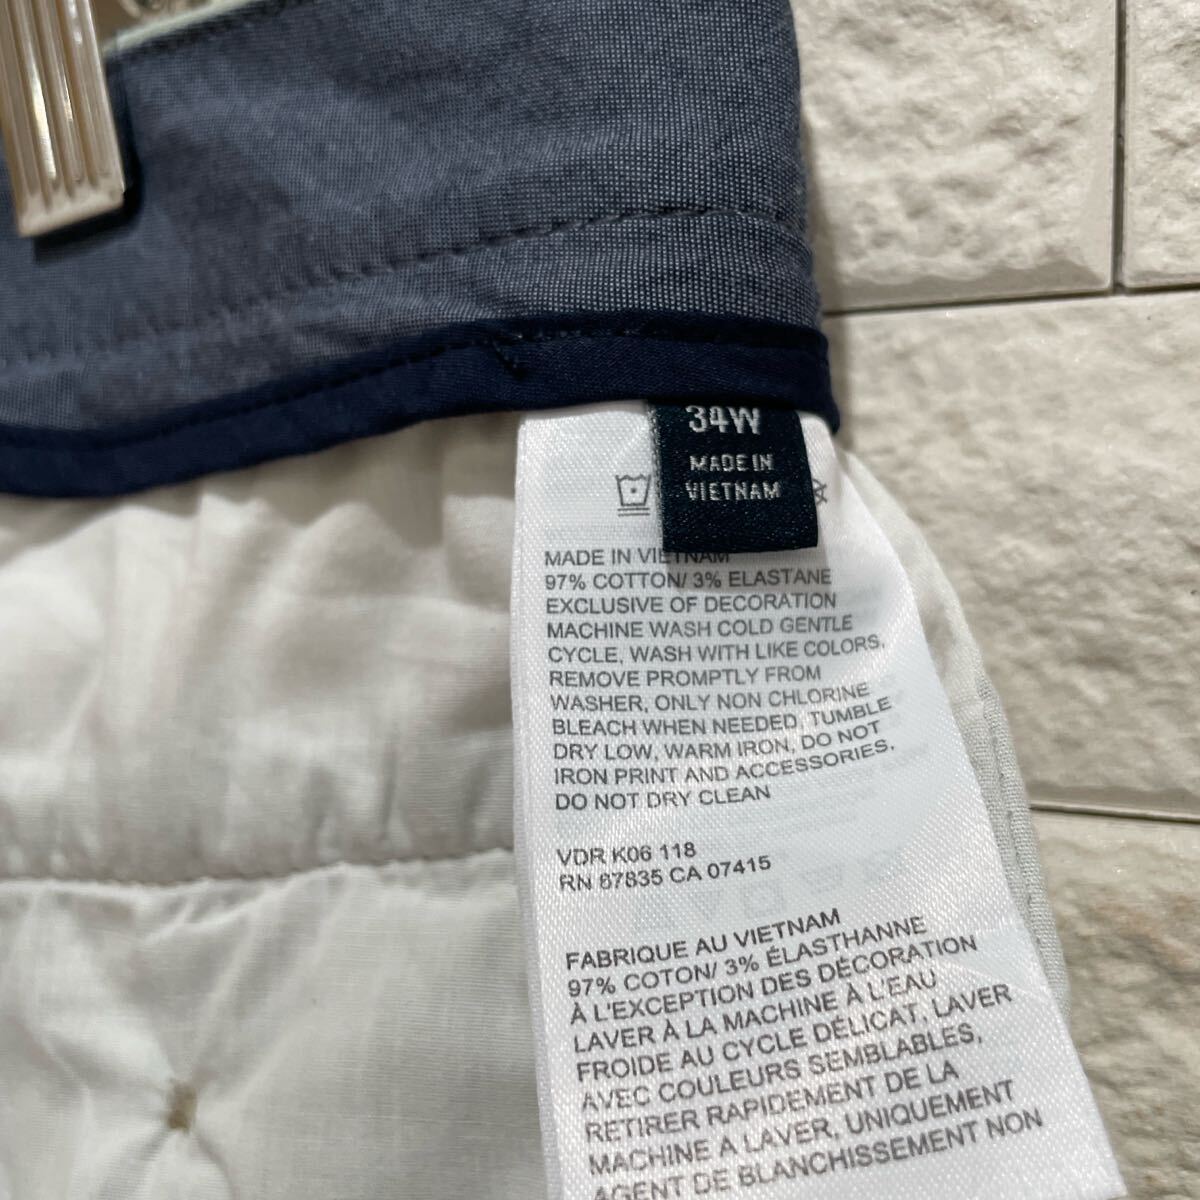 34W
MADE IN
VIETNAM
MADE IN VIETNAM
97% COTTON/ 3% ELASTANE
EXCLUSIVE OF DECORATION
MACHINE WASH COLD GENTLE
CYCLE, WASH WITH LIKE COLORS,
REMOVE PROMPTLY FROM
WASHER, ONLY NON CHLORINE
BLEACH WHEN NEEDED, TUMBLE
DRY LOW, WARM IRON, DO NOT
IRON PRINT AND ACCESSORIES,
DO NOT DRY CLEAN
VDR K06 118
RN 87835 CA 07415
FABRIQUE AU VIETNAM
97% COTON/ 3% ÉLASTHANNE
À L'EXCEPTION DES DÉCORATION
LAVER À LA MACHINE À L'EAU
FROIDE AU CYCLE DÉLICAT, LAVER
AVEC COULEURS SEMBLABLES,
RETIRER RAPIDEMENT DE LA
MACHINE A LAVER, UNIQUEMENT
AGENT DE BLANCHISSEMENT NON